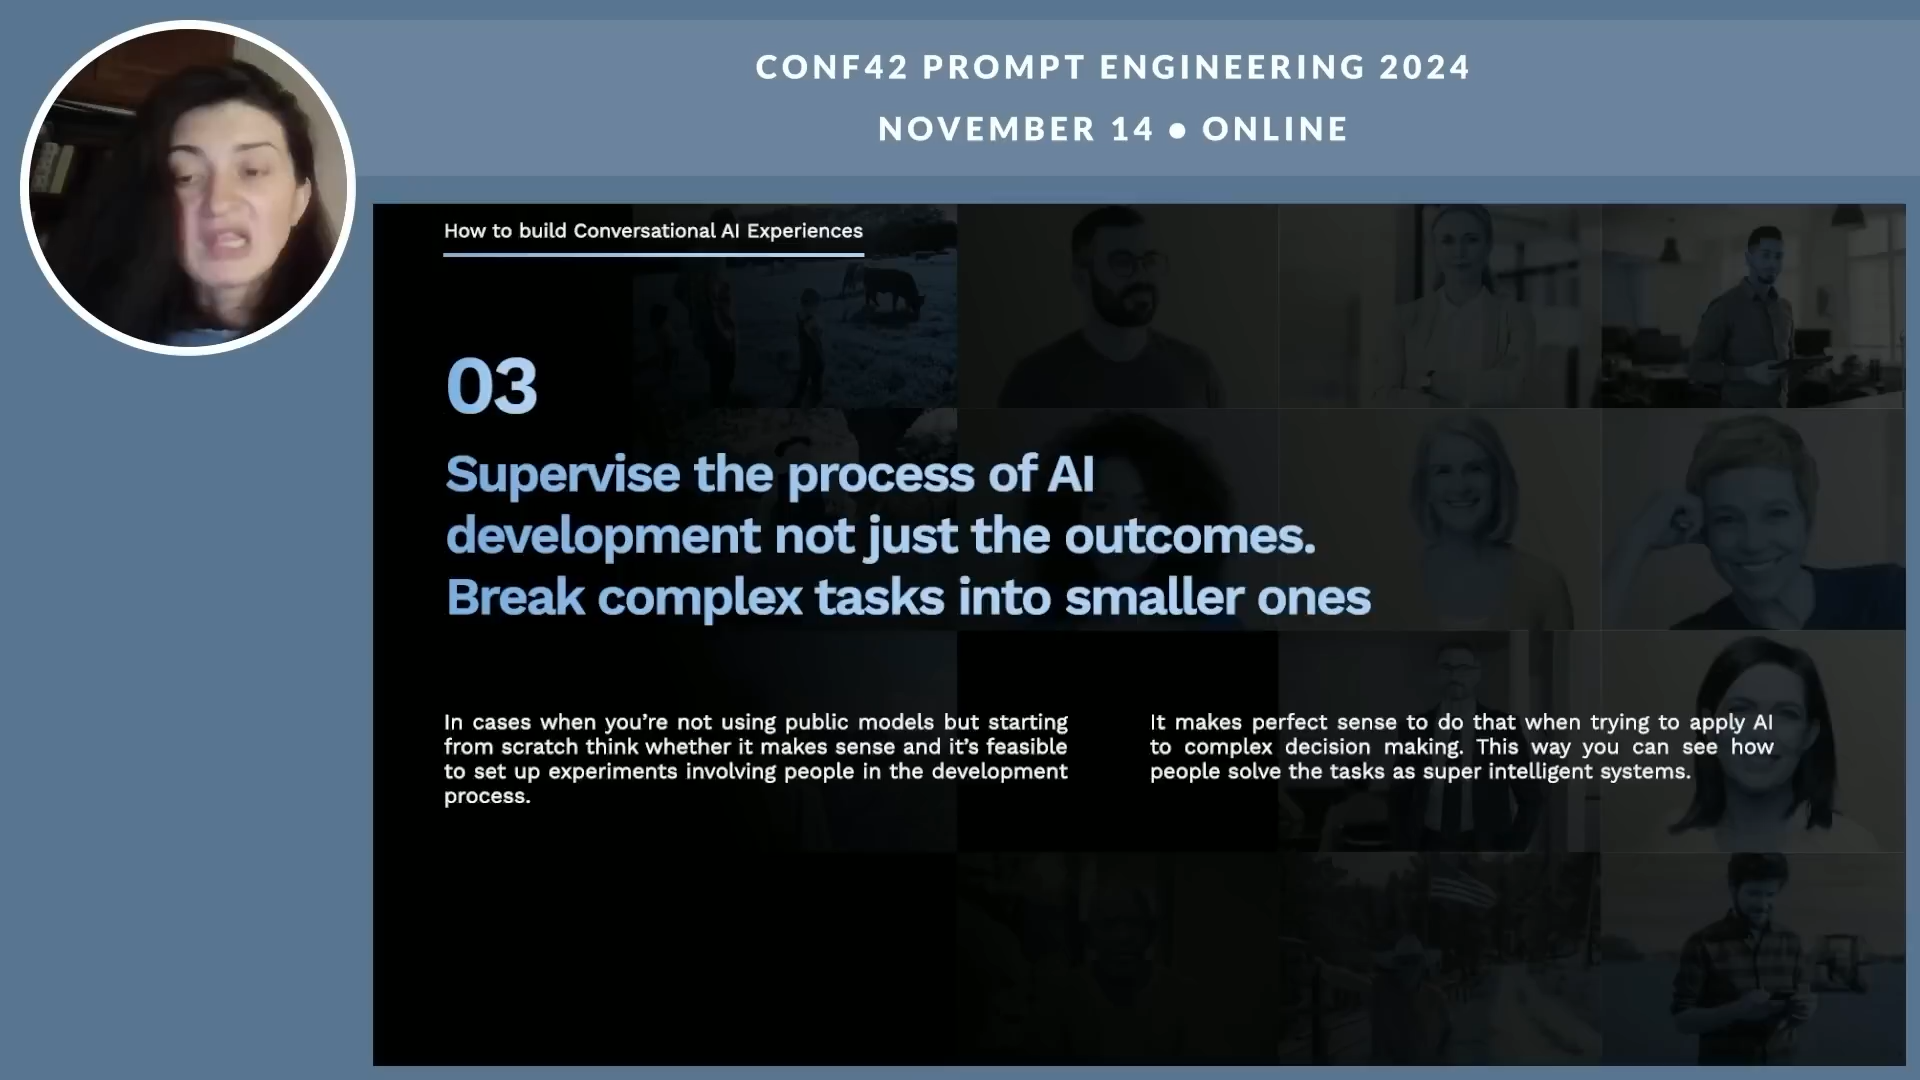 CONF42 PROMPT ENGINEERING 2024
NOVEMBER 14 ● ONLINE
How to build Conversational AI Experiences
03
Supervise the process of AI
development not just the outcomes.
Break complex tasks into smaller ones
In cases when you're not using public models but starting
from scratch think whether it makes sense and it's feasible
to set up experiments involving people in the development
process.
It makes perfect sense to do that when trying to apply AI
to complex decision making. This way you can see how
people solve the tasks as super intelligent systems.